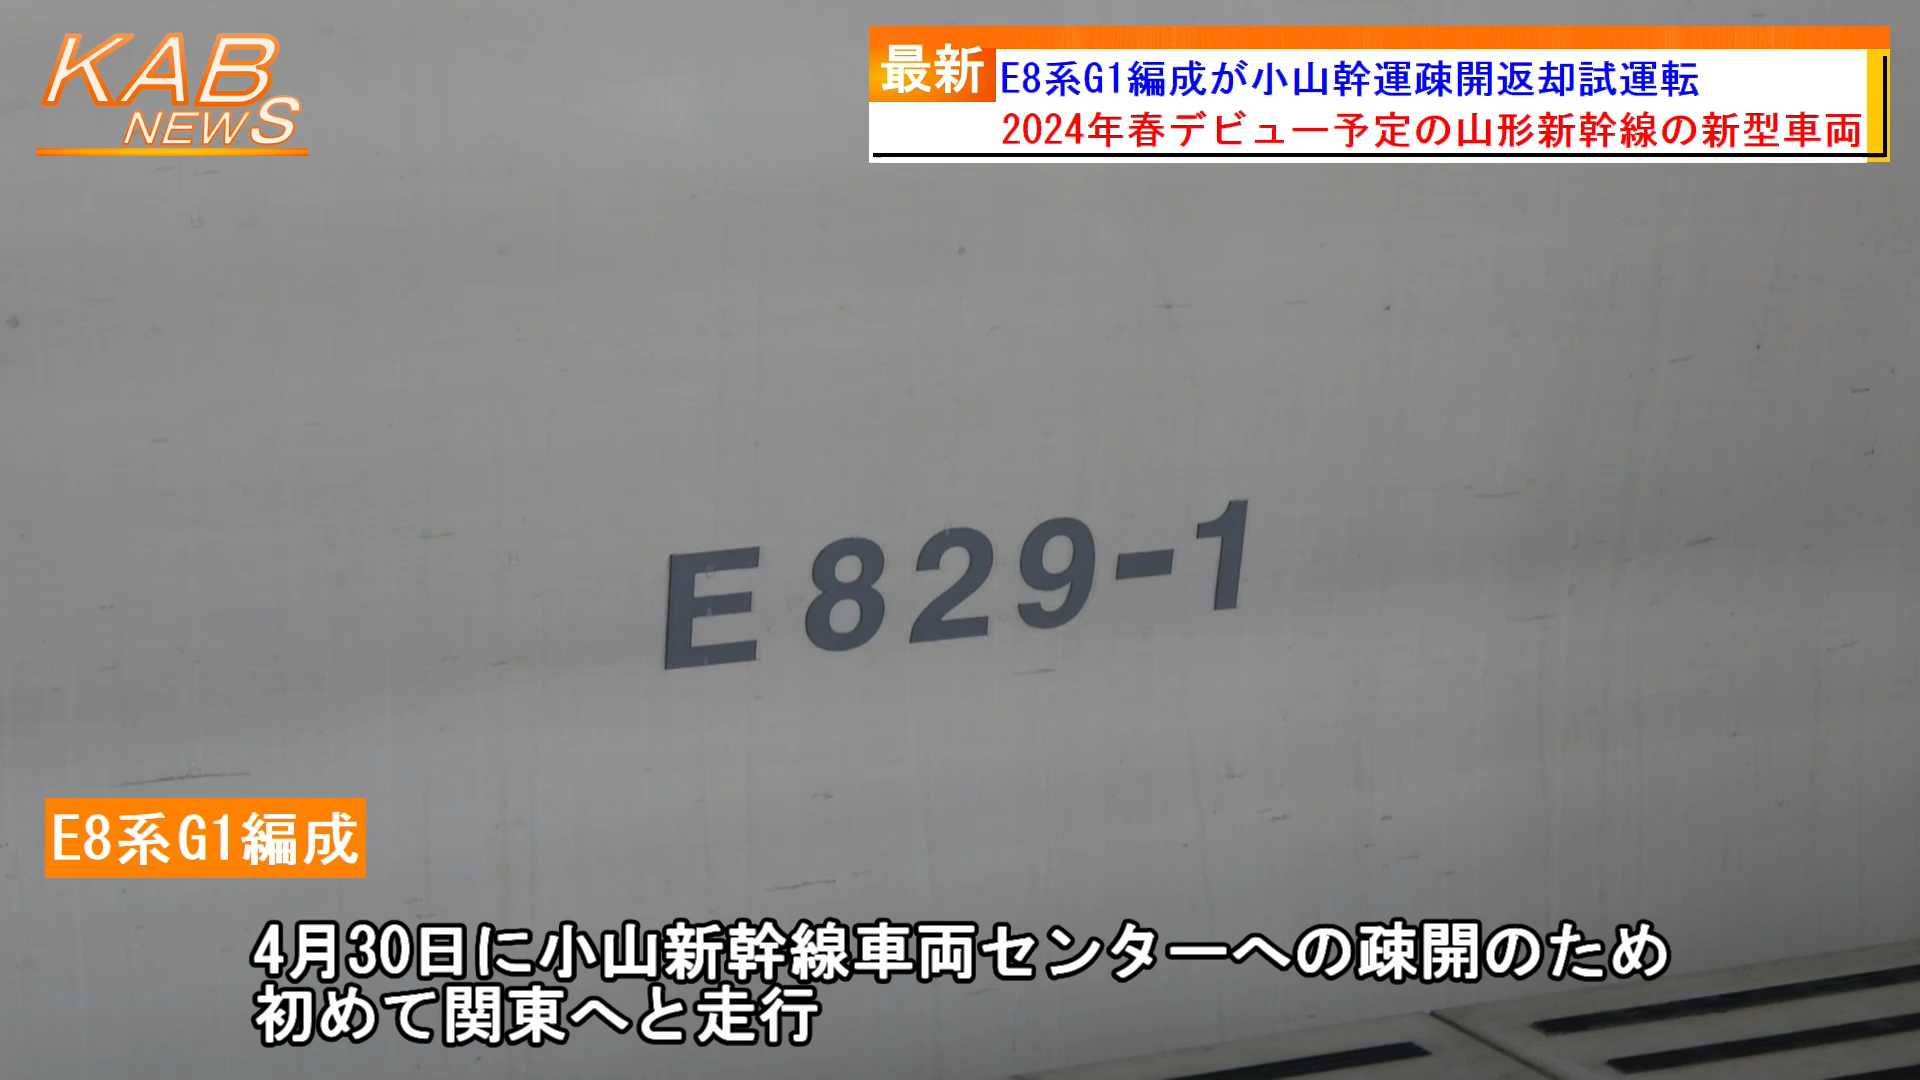 KAB
NEWS
最新
E8系G1編成が小山幹運疎開返却試運転
2024年春デビュー予定の山形新幹線の新型車両
E829-1
E8系G1編成
4月30日に小山新幹線車両センターへの疎開のため
初めて関東へと走行